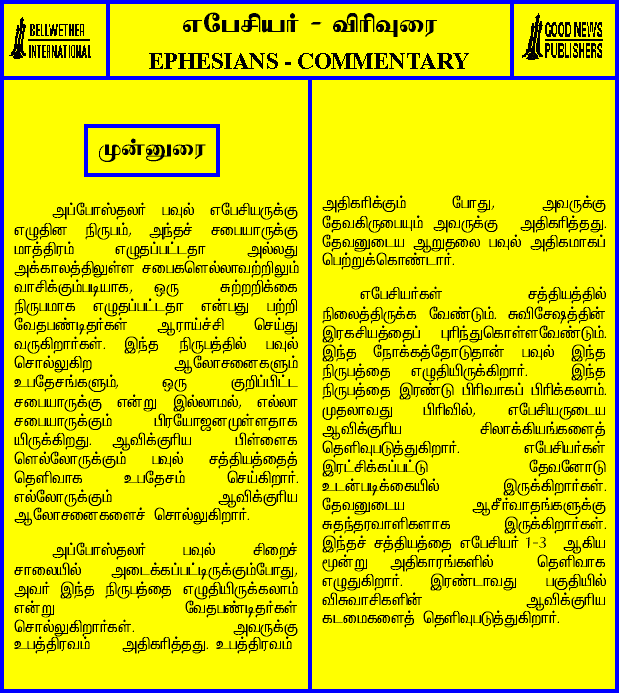 BELLWETHER
INTERNATIONAL
எபேசியர் - விரிவுரை
EPHESIANS - COMMENTARY
GOOD NEWS
PUBLISHERS
முன்னுரை
அப்போஸ்தலர் பவுல் எபேசியருக்கு
எழுதின நிருபம், அந்தச் சபையாருக்கு
மாத்திரம் எழுதப்பட்டதா அல்லது
அக்காலத்திலுள்ள சபைகளெல்லாவற்றிலும்
வாசிக்கும்படியாக, ஒரு சுற்றறிக்கை
நிருபமாக எழுதப்பட்டதா என்பது பற்றி
வேதபண்டிதர்கள் ஆராய்ச்சி செய்து
வருகிறார்கள். இந்த நிருபத்தில் பவுல்
சொல்லுகிற ஆலோசனைகளும்
உபதேசங்களும், ஒரு குறிப்பிட்ட
சபையாருக்கு என்று இல்லாமல், எல்லா
சபையாருக்கும் பிரயோஜனமுள்ளதாக
யிருக்கிறது. ஆவிக்குரிய பிள்ளைக
ளெல்லோருக்கும் பவுல் சத்தியத்தைத்
தெளிவாக உபதேசம் செய்கிறார்.
எல்லோருக்கும் ஆவிக்குரிய
ஆலோசனைகளைச் சொல்லுகிறார்.
அப்போஸ்தலர் பவுல் சிறைச்
சாலையில் அடைக்கப்பட்டிருக்கும்போது,
அவர் இந்த நிருபத்தை எழுதியிருக்கலாம்
என்று வேதபண்டிதர்கள்
சொல்லுகிறார்கள். அவருக்கு
உபத்திரவம் அதிகரித்தது. உபத்திரவம்
அதிகரிக்கும் போது, அவருக்கு
தேவகிருபையும் அவருக்கு அதிகரித்தது.
தேவனுடைய ஆறுதலை பவுல் அதிகமாகப்
பெற்றுக்கொண்டார்.
எபேசியர்கள் சத்தியத்தில்
நிலைத்திருக்க வேண்டும். சுவிசேஷத்தின்
இரகசியத்தைப் புரிந்துகொள்ளவேண்டும்.
இந்த நோக்கத்தோடுதான் பவுல் இந்த
நிருபத்தை எழுதியிருக்கிறார். இந்த
நிருபத்தை இரண்டு பிரிவாகப் பிரிக்கலாம்.
முதலாவது பிரிவில், எபேசியருடைய
ஆவிக்குரிய சிலாக்கியங்களைத்
தெளிவுபடுத்துகிறார். எபேசியர்கள்
இரட்சிக்கப்பட்டு தேவனோடு
உடன்படிக்கையில் இருக்கிறார்கள்.
தேவனுடைய ஆசீர்வாதங்களுக்கு
சுதந்தரவாளிகளாக இருக்கிறார்கள்.
இந்தச் சத்தியத்தை எபேசியர் 1-3 ஆகிய
மூன்று அதிகாரங்களில் தெளிவாக
எழுதுகிறார். இரண்டாவது பகுதியில்
விசுவாசிகளின் ஆவிக்குரிய
கடமைகளைத் தெளிவுபடுத்துகிறார்.